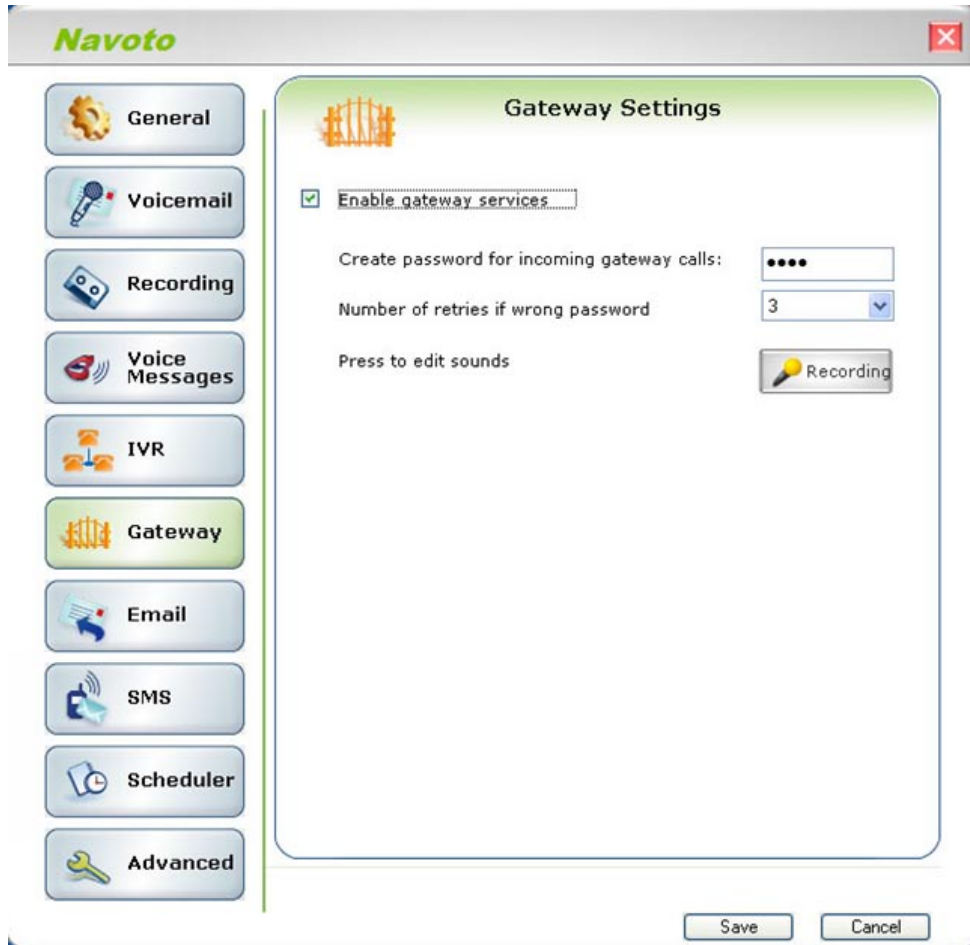 Navoto
General
Voicemail
Recording
Voice
Messages
IVR
Gateway
Email
SMS
Scheduler
Advanced
Gateway Settings
Enable gateway services
Create password for incoming gateway calls:
••••
Number of retries if wrong password
3
Press to edit sounds
Recording
Save
Cancel